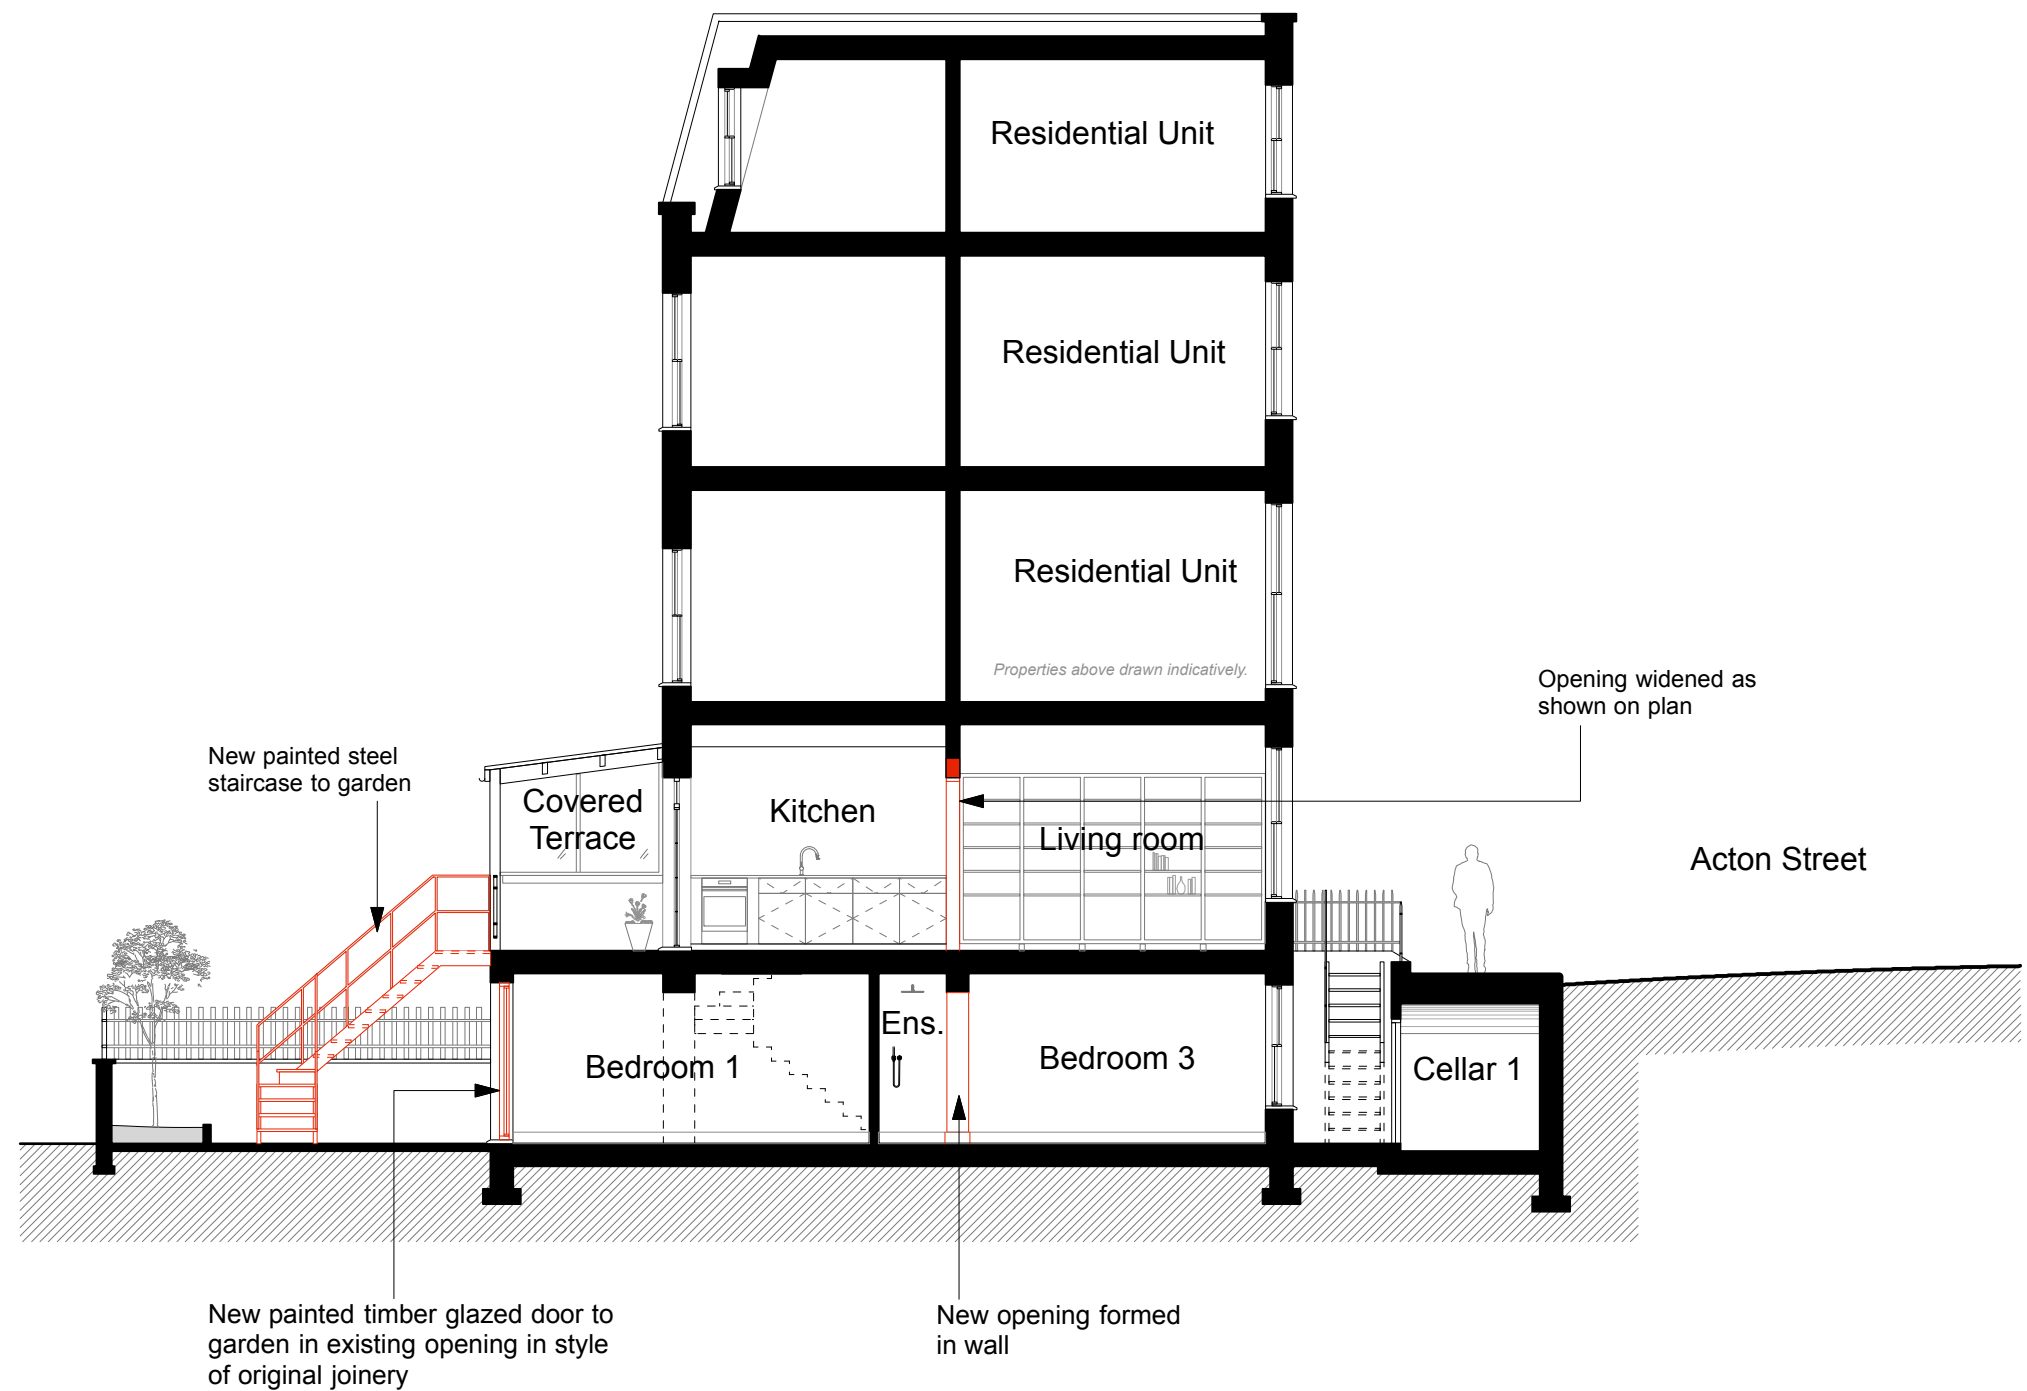 Residential Unit
Residential Unit
Residential Unit
Properties above drawn indicatively.
Opening widened as
shown on plan
New painted steel
staircase to garden
Covered
Terrace
Kitchen
Living room
Acton Street
Ens.
Bedroom 1
Bedroom 3
Cellar 1
New painted timber glazed door to
garden in existing opening in style
of original joinery
New opening formed
in wall